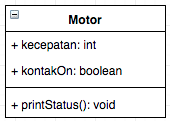 Motor
+ kecepatan: int
+ kontakOn: boolean
+ printStatus(): void